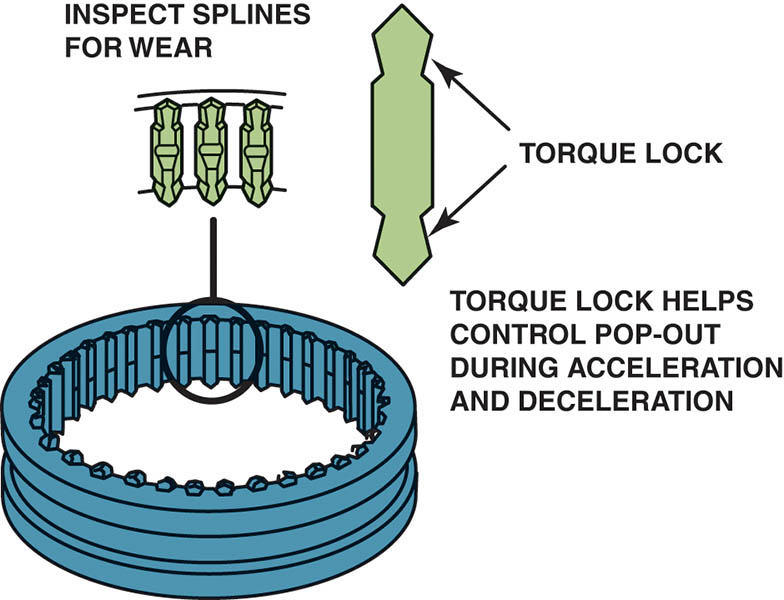 INSPECT SPLINES
FOR WEAR
TORQUE LOCK
TORQUE LOCK HELPS
CONTROL POP-OUT
DURING ACCELERATION
AND DECELERATION